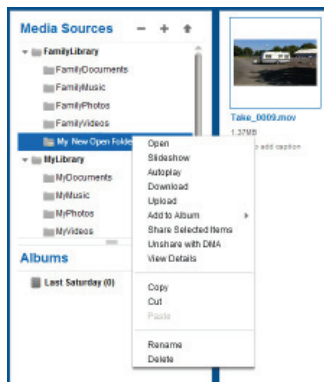 Media Sources
FamilyLibrary
FamilyDocuments
FamilyMusic
FamilyPhotos
FamilyVideos
My New Open Folde
MyLibrary
MyDocuments
MyMusic
MyPhotos
MyVideos
Albums
Last Saturday (0)
Open
Slideshow
Autoplay
Download
Upload
Add to Album
Share Selected Items
Unshare with DMA
View Details
Copy
Cut
Paste
Rename
Delete
Take_0009.mov
1.37MB
to add caption